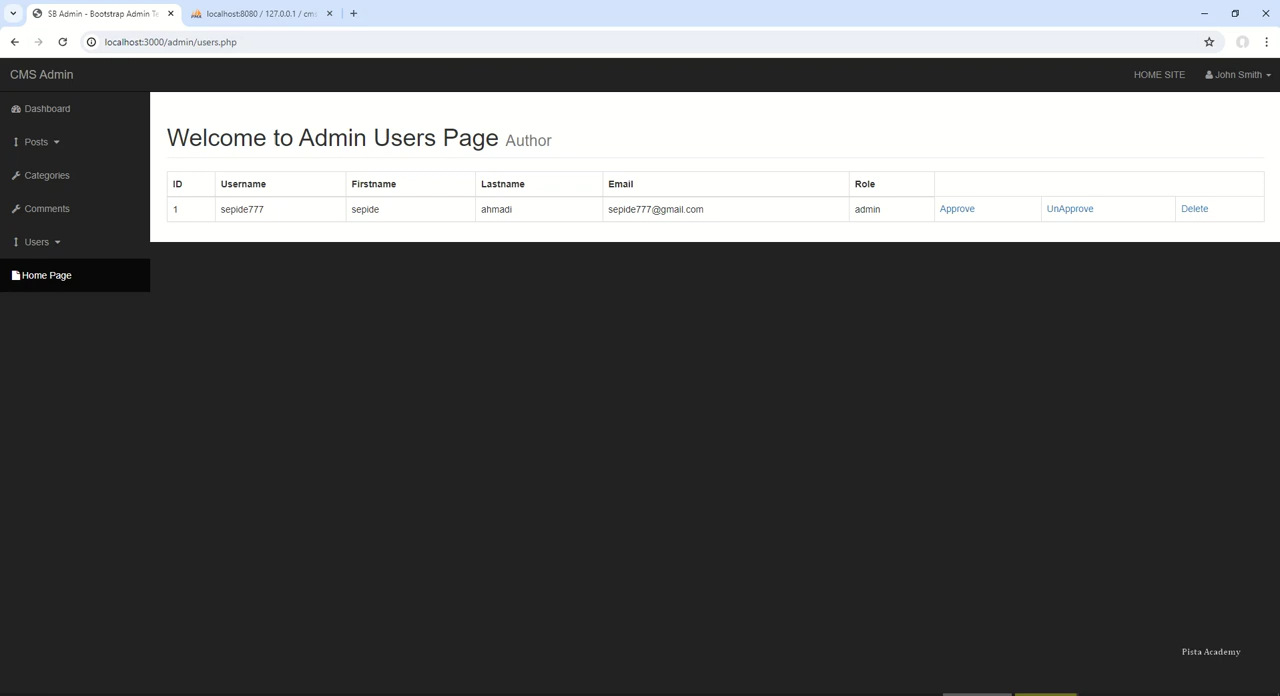 SB Admin - Bootstrap Admin Te
localhost:8080 / 127.0.0.1 / cms
localhost:3000/admin/users.php
CMS Admin
HOME SITE
John Smith
Dashboard
Posts
Categories
Comments
Users
Home Page
Welcome to Admin Users Page Author
ID Username Firstname Lastname Email Role
1 sepide777 sepide ahmadi sepide777@gmail.com admin Approve UnApprove Delete
Pista Academy